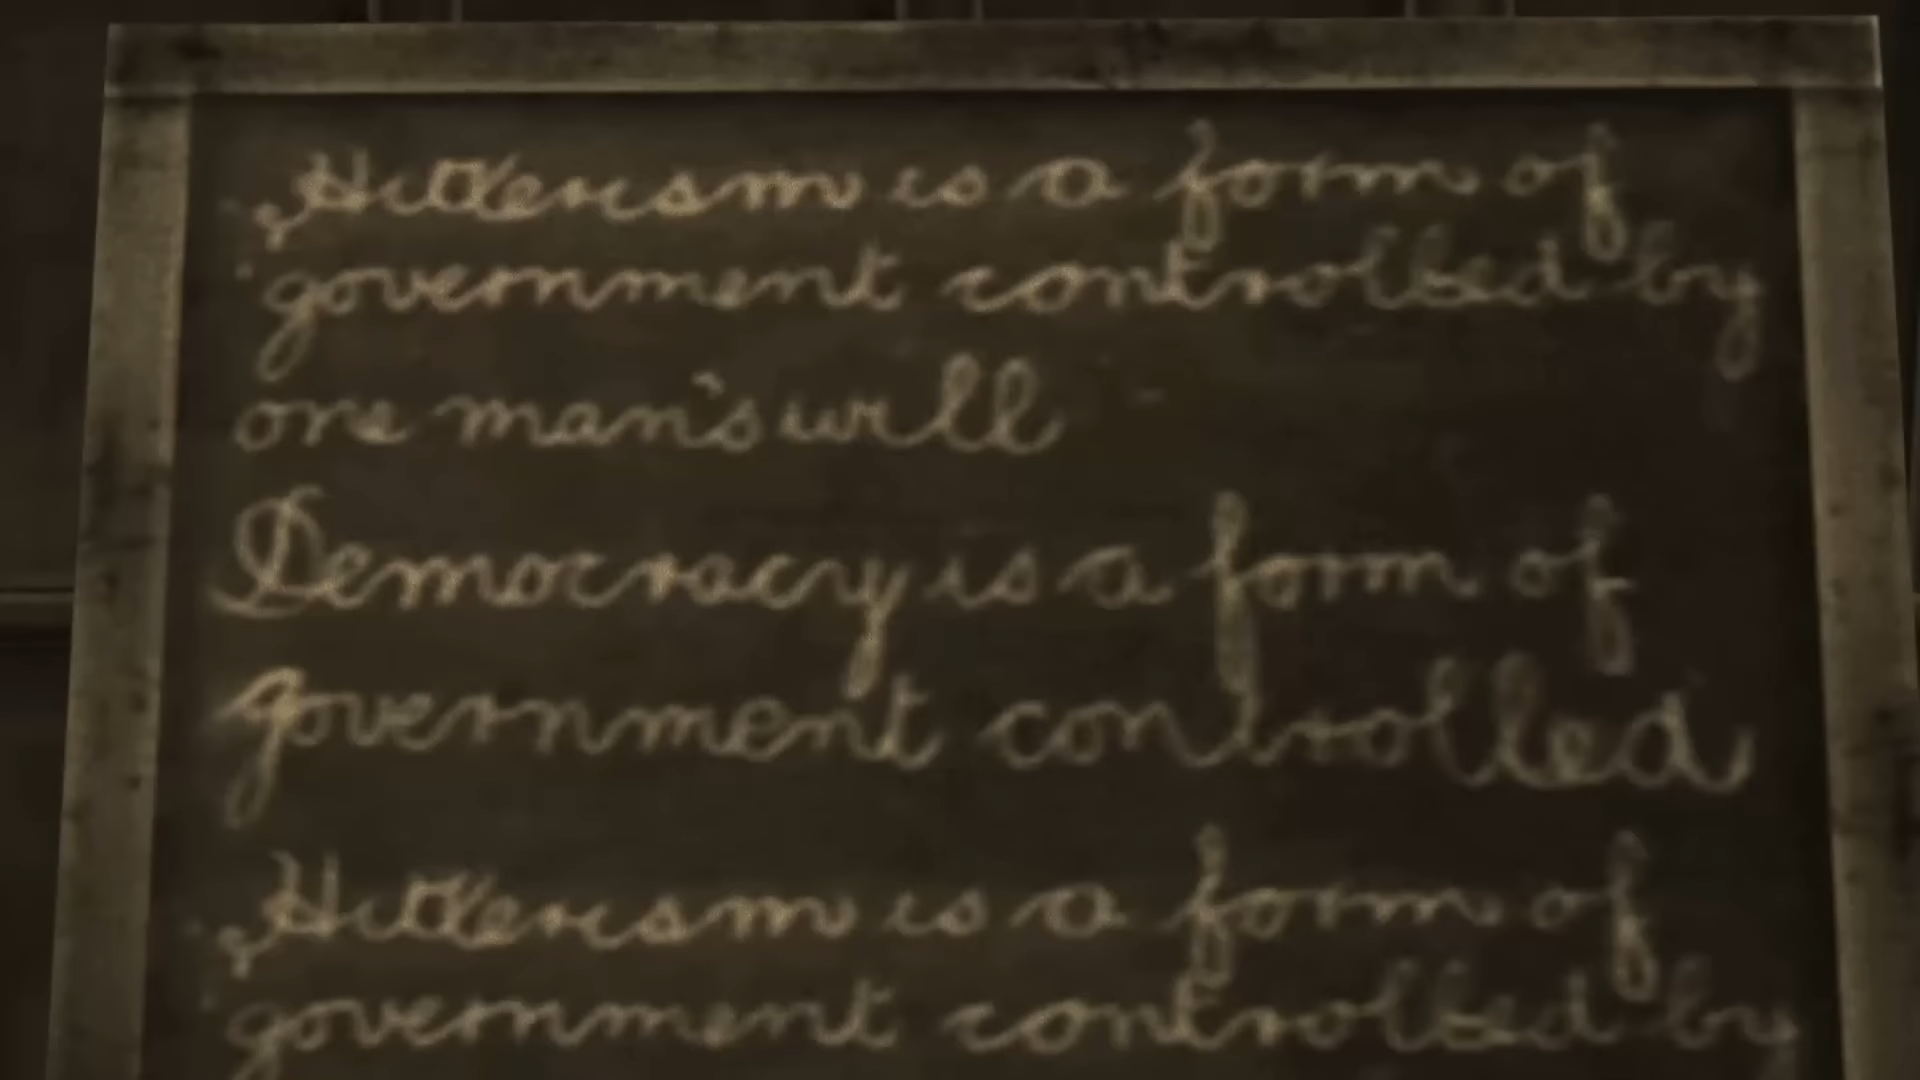 Hitlerism is a form of
government controlled by
one man's will
Democracy is a form of
government controlled
Hitlerism is a form of
government controlled by